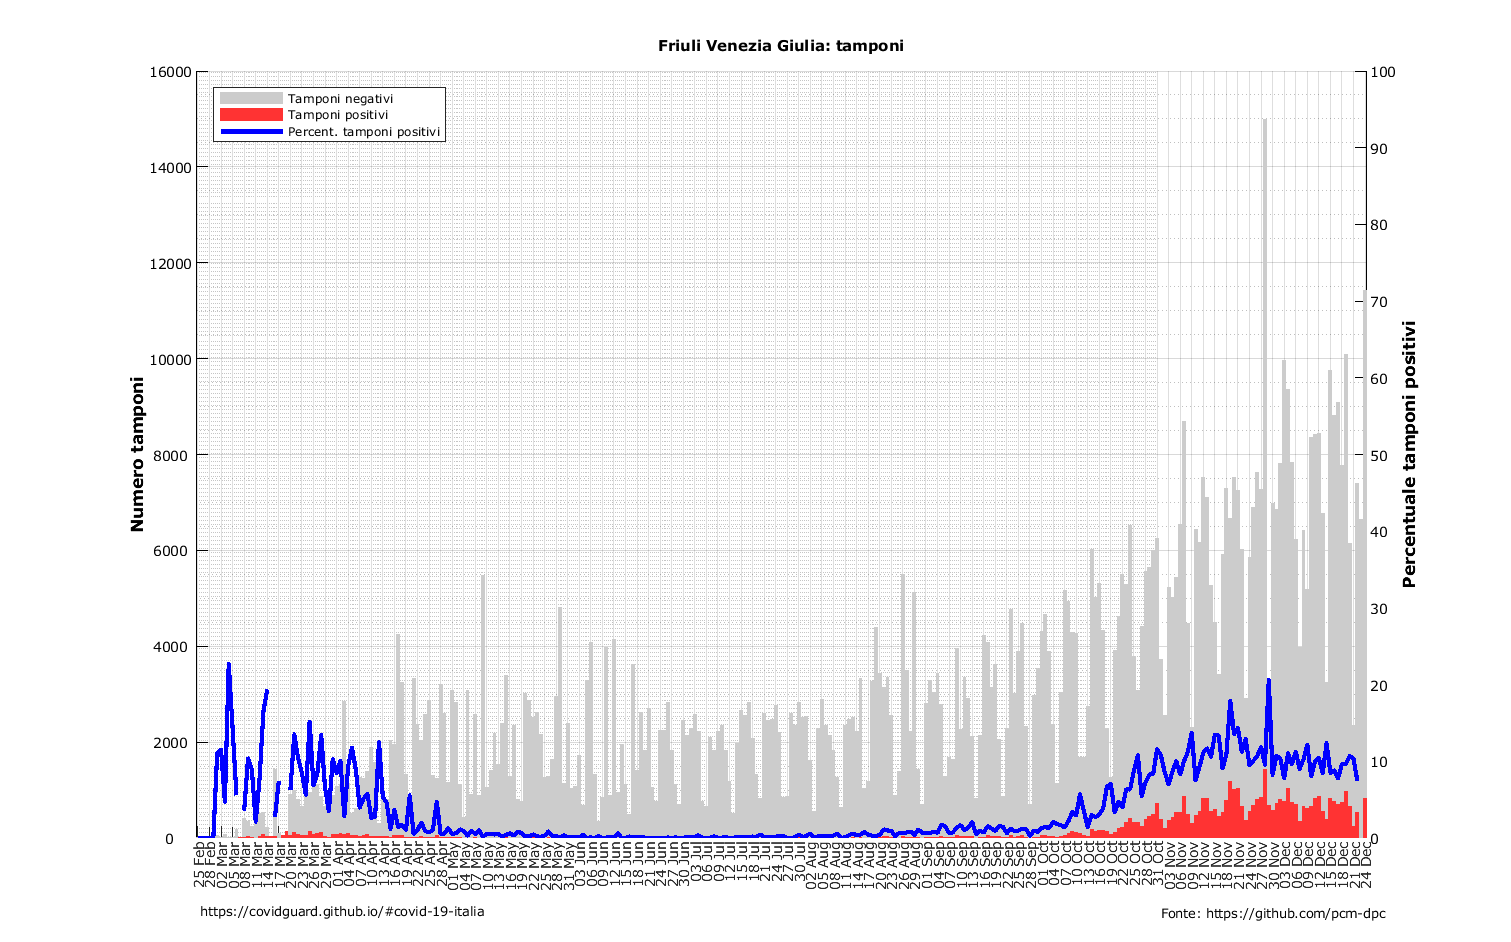 Friuli Venezia Giulia: tamponi
Tamponi negativi
Tamponi positivi
Percent. tamponi positivi
Numero tamponi
16000
14000
12000
10000
8000
6000
4000
2000
0
100
90
80
70
60
50
40
30
20
10
0
Percentuale tamponi positivi
25 Feb
28 Feb
02 Mar
05 Mar
08 Mar
11 Mar
14 Mar
17 Mar
20 Mar
23 Mar
26 Mar
29 Mar
01 Apr
04 Apr
07 Apr
10 Apr
13 Apr
16 Apr
19 Apr
22 Apr
25 Apr
28 Apr
01 May
04 May
07 May
10 May
13 May
16 May
19 May
22 May
25 May
28 May
31 May
03 Jun
06 Jun
09 Jun
12 Jun
15 Jun
18 Jun
21 Jun
24 Jun
27 Jun
30 Jun
03 Jul
06 Jul
09 Jul
12 Jul
15 Jul
18 Jul
21 Jul
24 Jul
27 Jul
30 Jul
02 Aug
05 Aug
08 Aug
11 Aug
14 Aug
17 Aug
20 Aug
23 Aug
26 Aug
29 Aug
01 Sep
04 Sep
07 Sep
10 Sep
13 Sep
16 Sep
19 Sep
22 Sep
25 Sep
28 Sep
01 Oct
04 Oct
07 Oct
10 Oct
13 Oct
16 Oct
19 Oct
22 Oct
25 Oct
28 Oct
31 Oct
03 Nov
06 Nov
09 Nov
12 Nov
15 Nov
18 Nov
21 Nov
24 Nov
27 Nov
30 Nov
03 Dec
06 Dec
09 Dec
12 Dec
15 Dec
18 Dec
21 Dec
24 Dec
https://covidguard.github.io/#covid-19-italia
Fonte: https://github.com/pcm-dpc